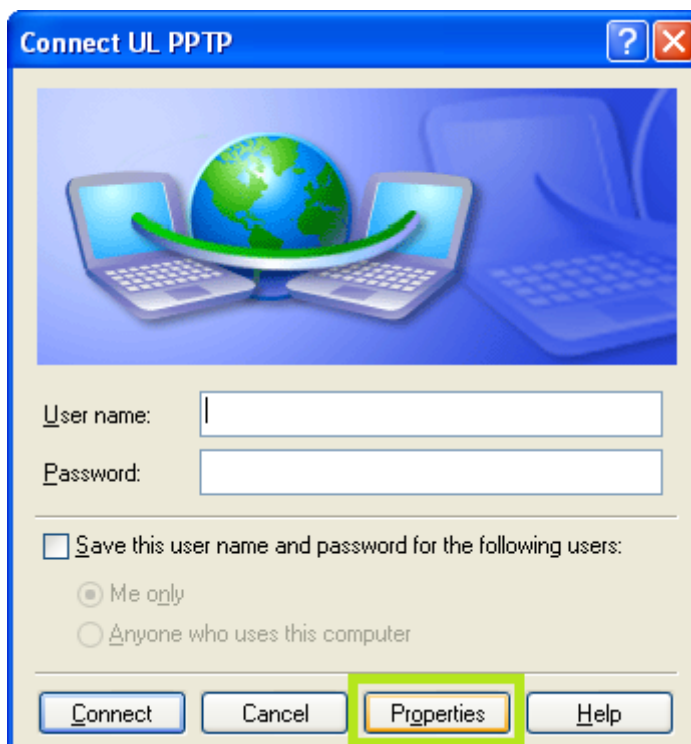 Connect UL PPTP
User name:
Password:
Save this user name and password for the following users:
Me only
Anyone who uses this computer
Connect Cancel Properties Help